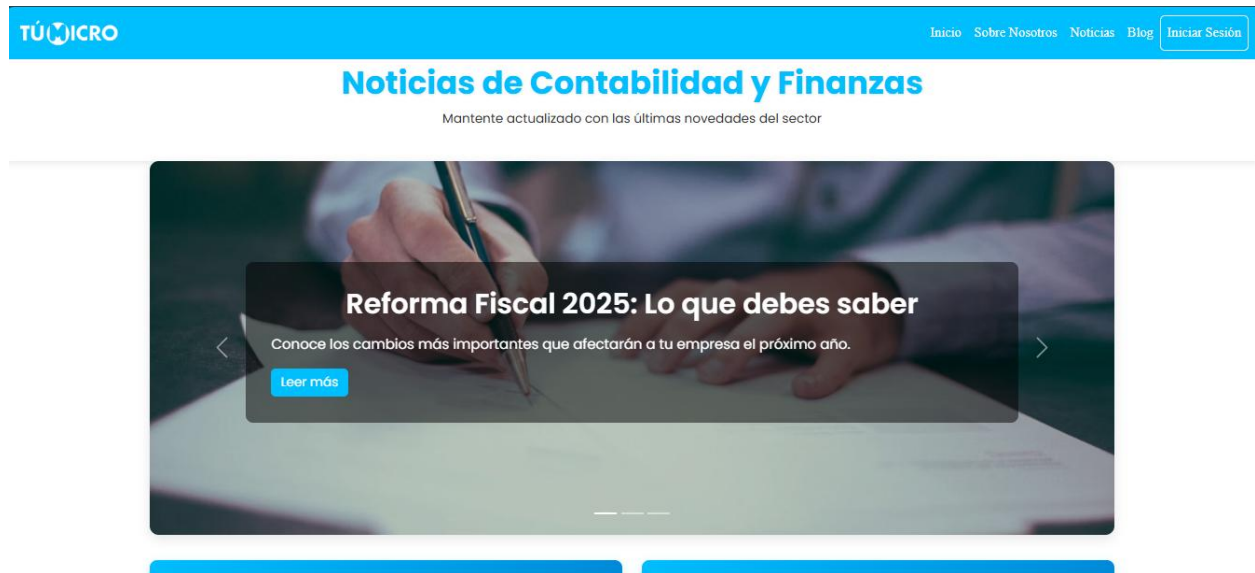 TÚMICRO
Inicio Sobre Nosotros Noticias Blog Iniciar Sesión
Noticias de Contabilidad y Finanzas
Mantente actualizado con las últimas novedades del sector
Reforma Fiscal 2025: Lo que debes saber
Conoce los cambios más importantes que afectarán a tu empresa el próximo año.
Leer más